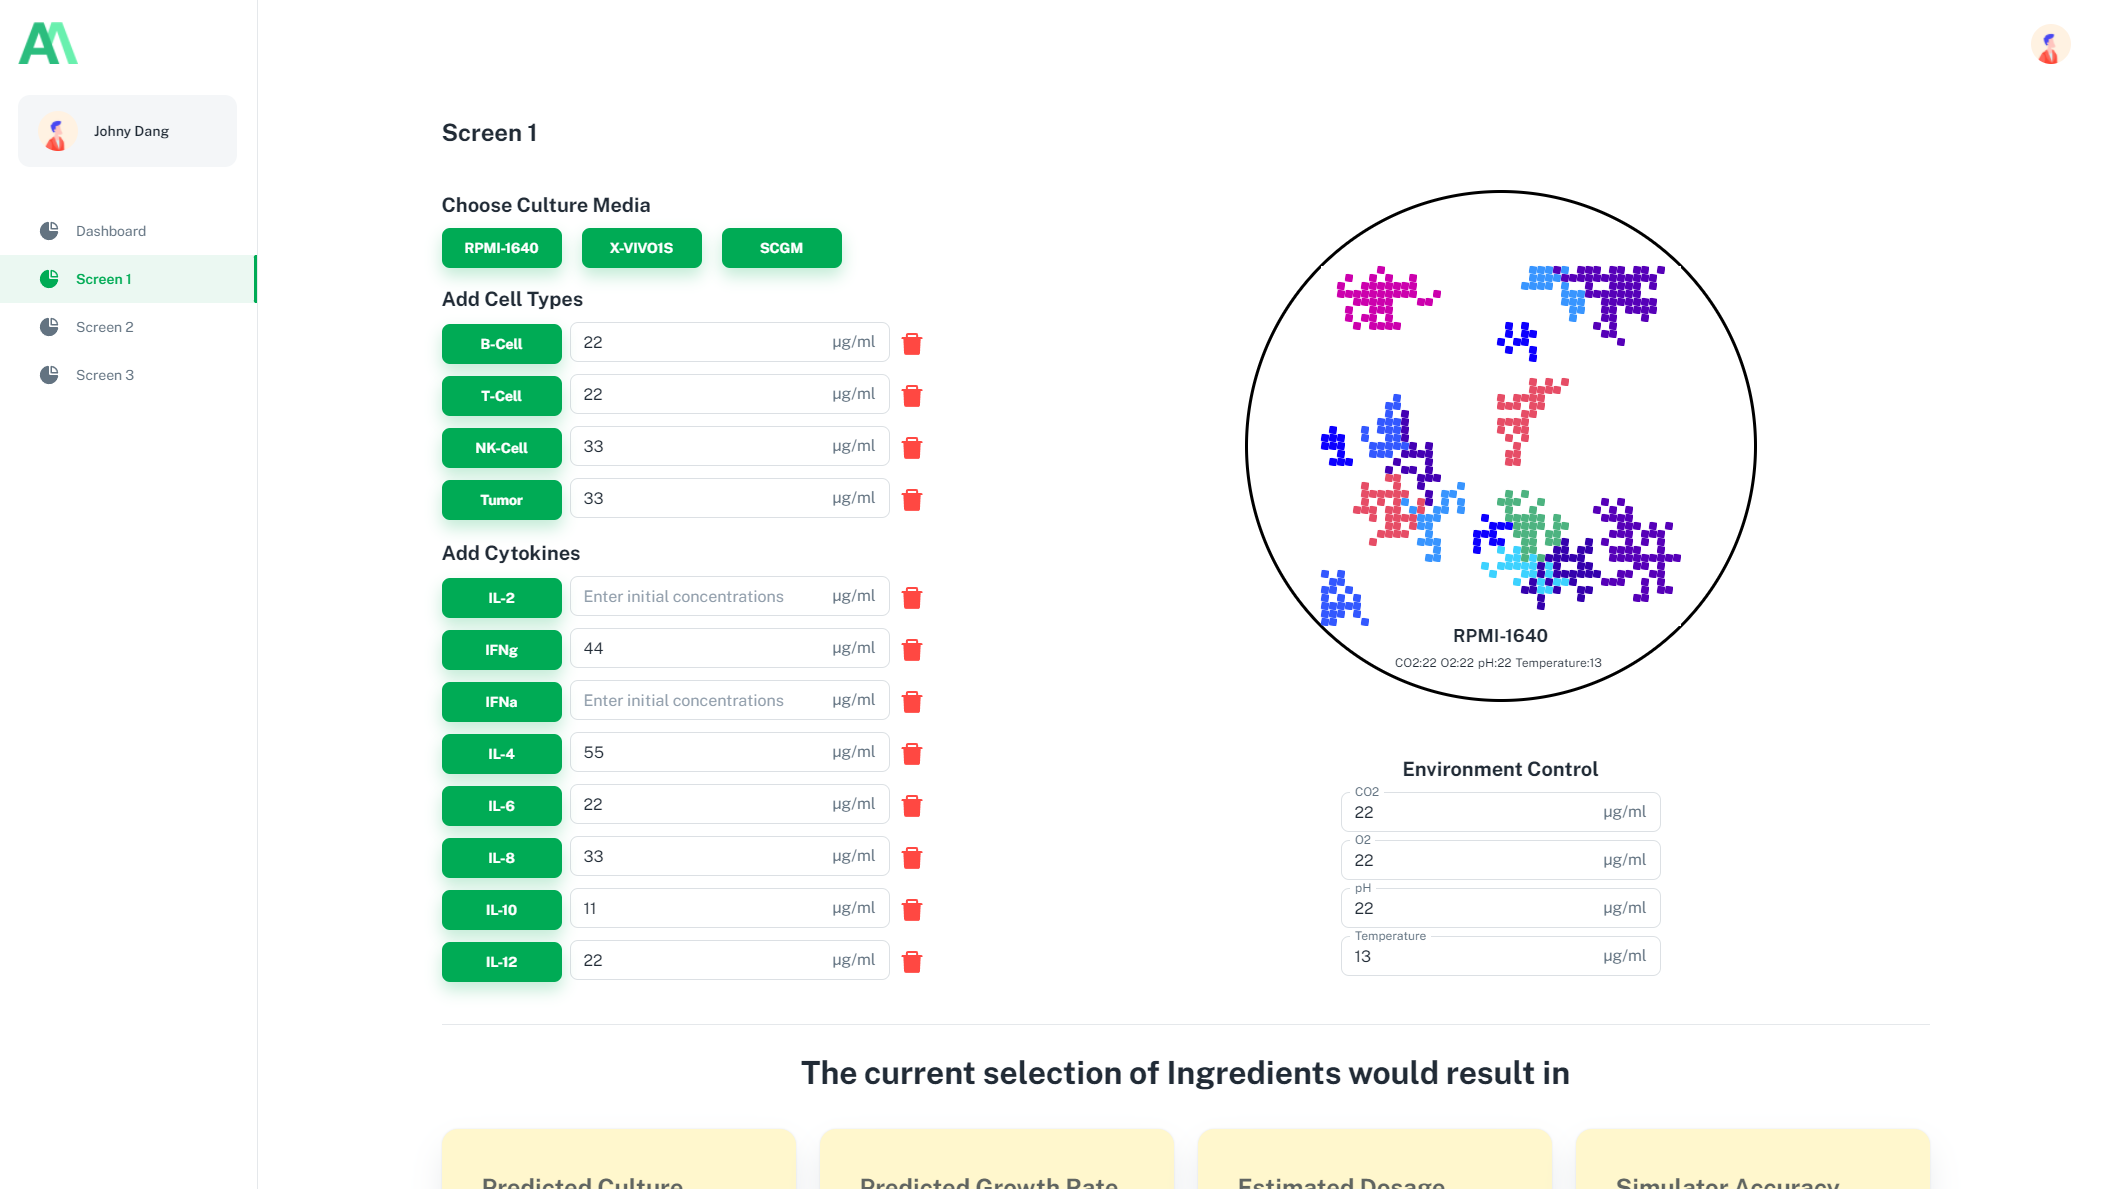 Johny Dang
Dashboard
Screen 1
Screen 2
Screen 3
Screen 1
Choose Culture Media
RPMI-1640 X-VIVO1S SCGM
Add Cell Types
B-Cell 22 µg/ml
T-Cell 22 µg/ml
NK-Cell 33 µg/ml
Tumor 33 µg/ml
Add Cytokines
IL-2 Enter initial concentrations µg/ml
IFNg 44 µg/ml
IFNa Enter initial concentrations µg/ml
IL-4 55 µg/ml
IL-6 22 µg/ml
IL-8 33 µg/ml
IL-10 11 µg/ml
IL-12 22 µg/ml
RPMI-1640
CO2:22 O2:22 pH:22 Temperature:13
Environment Control
CO2
22 µg/ml
O2
22 µg/ml
pH
22 µg/ml
Temperature
13 µg/ml
The current selection of Ingredients would result in
Predicted Culture Predicted Growth Rate Estimated Dosage Simulator Accuracy